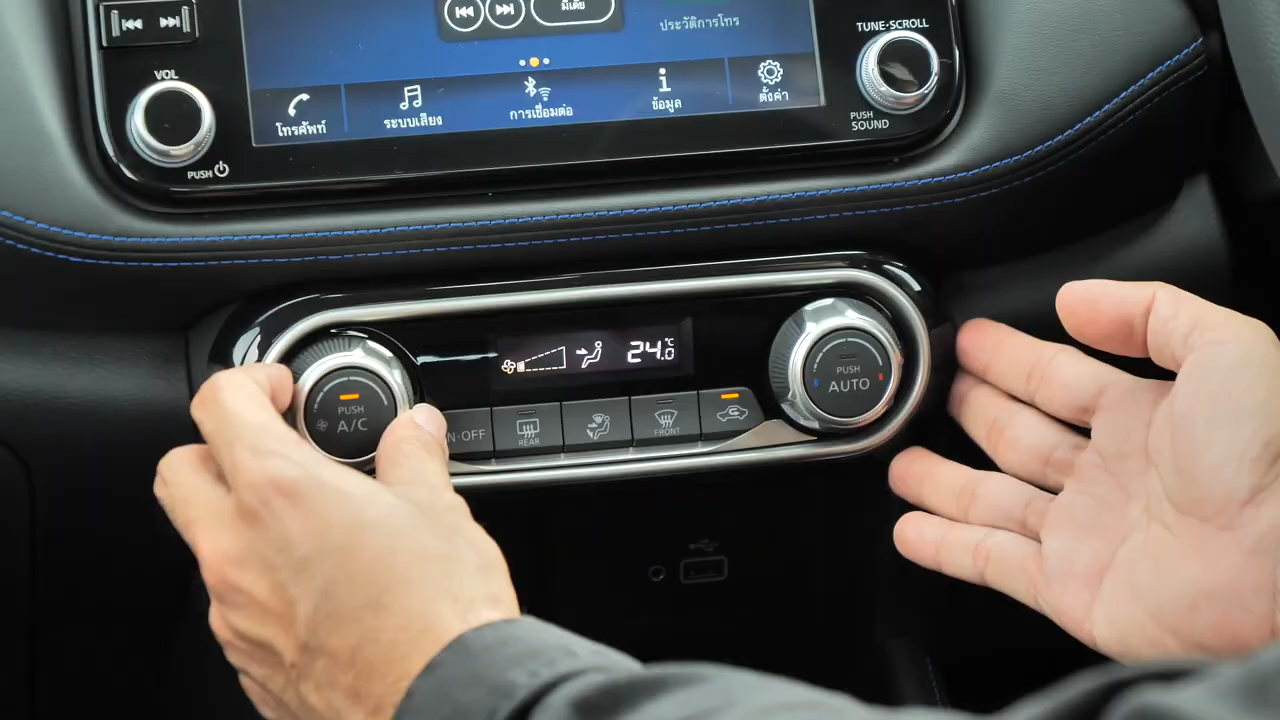 มีเดีย
ประวัติการโทร
TUNE·SCROLL
VOL
โทรศัพท์
ระบบเสียง
การเชื่อมต่อ
ข้อมูล
ตั้งค่า
PUSH
SOUND
PUSH
24.0°C
PUSH
A/C
N·OFF
REAR
FRONT
PUSH
AUTO